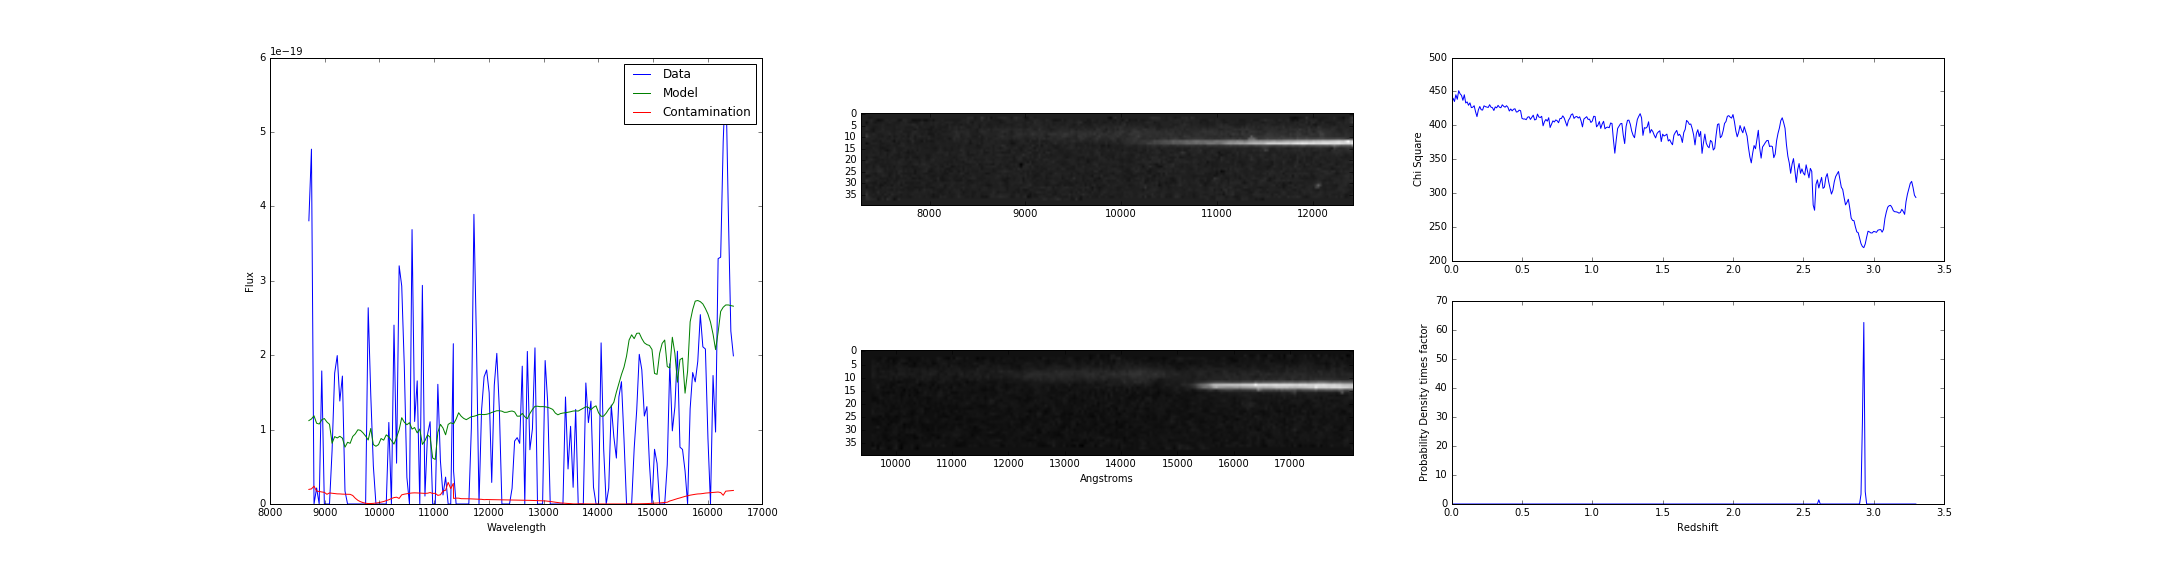 1e−19
6
5
4
3
2
1
0
8000 9000 10000 11000 12000 13000 14000 15000 16000 17000
Wavelength
Flux
Data
Model
Contamination
0
5
10
15
20
25
30
35
8000 9000 10000 11000 12000
0
5
10
15
20
25
30
35
10000 11000 12000 13000 14000 15000 16000 17000
Angstroms
500
450
400
350
300
250
200
0.0 0.5 1.0 1.5 2.0 2.5 3.0 3.5
Chi Square
70
60
50
40
30
20
10
0
0.0 0.5 1.0 1.5 2.0 2.5 3.0 3.5
Probability Density times factor
Redshift